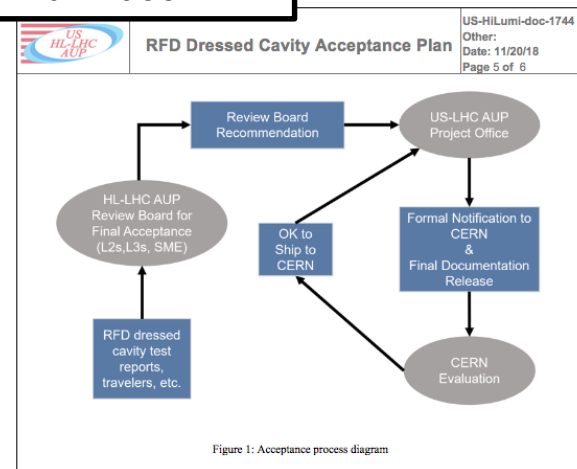 US
HL-LHC
AUP
RFD Dressed Cavity Acceptance Plan
US-HiLumi-doc-1744
Other:
Date: 11/20/18
Page 5 of 6
Review Board
Recommendation
US-LHC AUP
Project Office
HL-LHC AUP
Review Board for
Final Acceptance
(L2s,L3s, SME)
OK to
Ship to
CERN
Formal Notification to
CERN
&
Final Documentation
Release
RFD dressed
cavity test
reports,
travelers, etc.
CERN
Evaluation
Figure 1: Acceptance process diagram